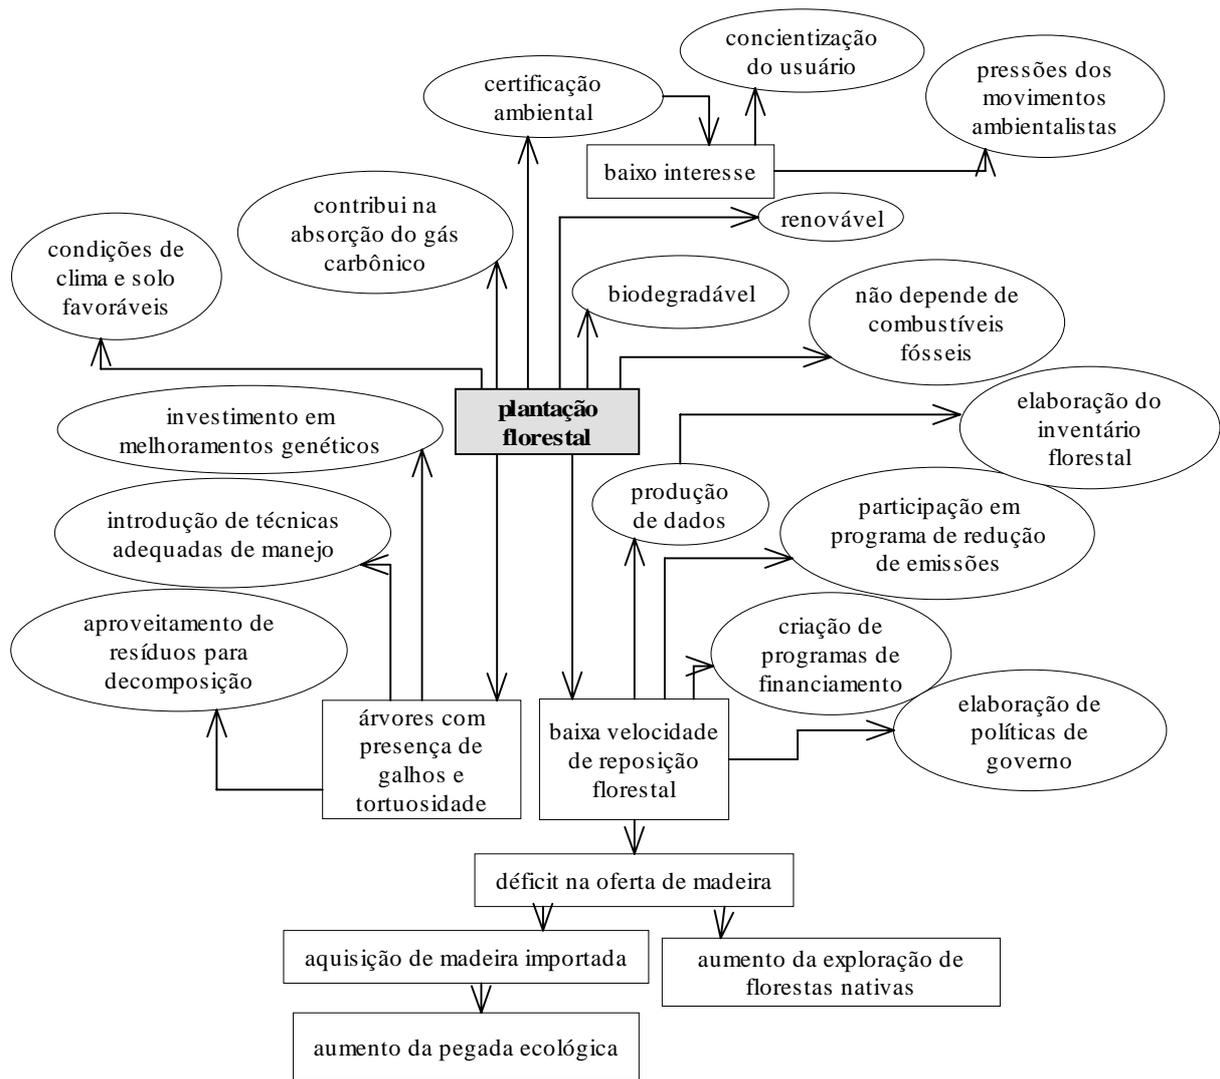 concientização
do usuário
certificação
ambiental
pressões dos
movimentos
ambientalistas
baixo interesse
contribui na
absorção do gás
carbônico
renovável
condições de
clima e solo
favoráveis
biodegradável
não depende de
combustíveis
fósseis
plantação
florestal
investimento em
melhoramentos genéticos
elaboração do
inventário
florestal
produção
de dados
introdução de técnicas
adequadas de manejo
participação em
programa de redução
de emissões
aproveitamento de
resíduos para
decomposição
criação de
programas de
financiamento
elaboração de
políticas de
governo
árvores com
presença de
galhos e
tortuosidade
baixa velocidade
de reposição
florestal
déficit na oferta de madeira
aquisição de madeira importada
aumento da exploração de
florestas nativas
aumento da pegada ecológica